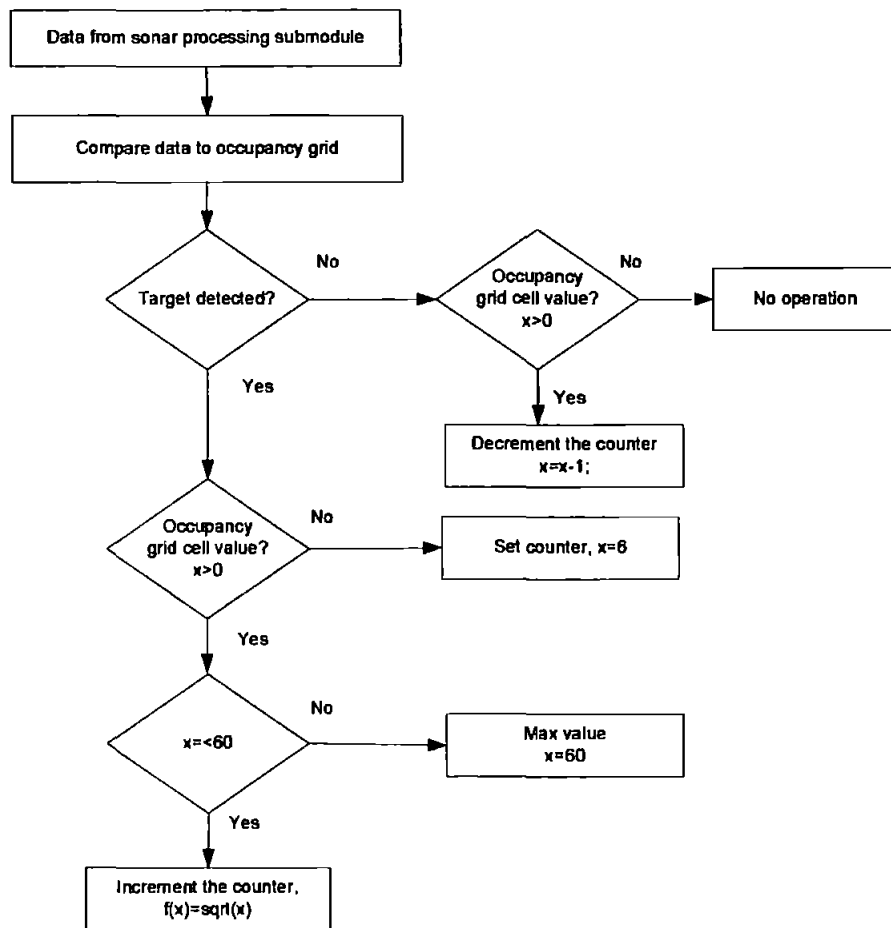 Data from sonar processing submodule
Compare data to occupancy grid
Target detected?
No
Occupancy
grid cell value?
x>0
No
No operation
Yes
Yes
Decrement the counter
x=x-1;
Occupancy
grid cell value?
x>0
No
Set counter, x=6
Yes
x=<60
No
Max value
x=60
Yes
Increment the counter,
f(x)=sqrt(x)